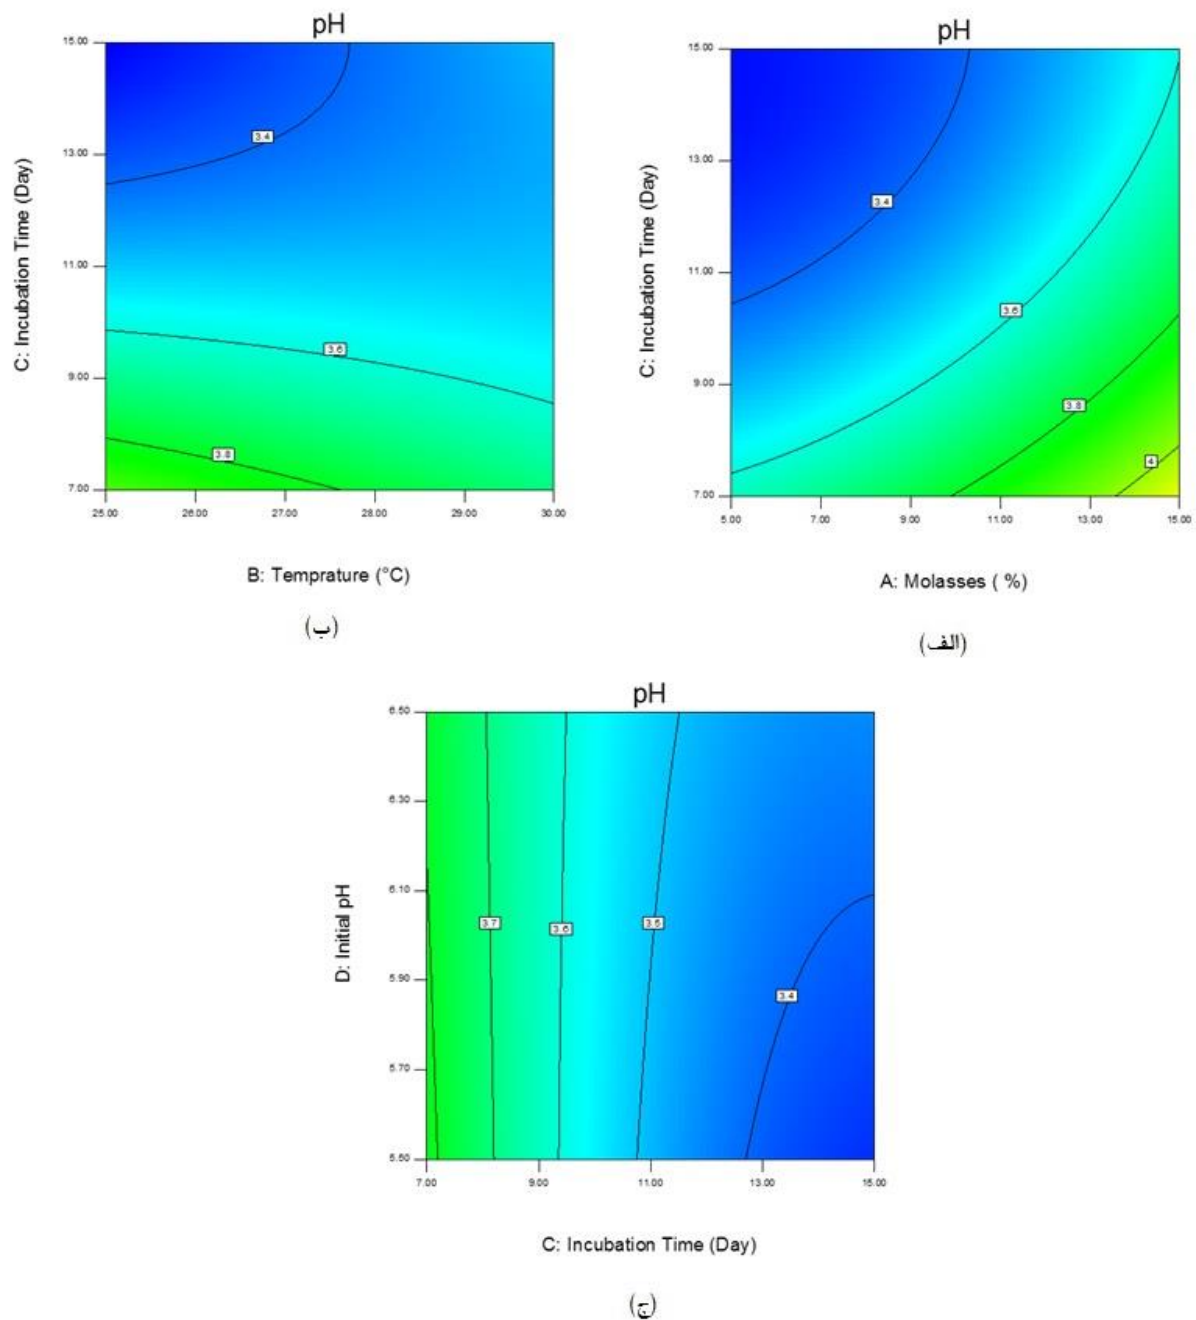 pH
15.00
13.00
11.00
9.00
7.00
C: Incubation Time (Day)
3.4
3.6
3.8
25.00 26.00 27.00 28.00 29.00 30.00
B: Temprature (°C)
(ب)
pH
15.00
13.00
11.00
9.00
7.00
C: Incubation Time (Day)
3.4
3.6
3.8
4
5.00 7.00 9.00 11.00 13.00 15.00
A: Molasses ( %)
(الف)
pH
6.50
6.30
6.10
5.90
5.70
5.50
D: Initial pH
3.7 3.6 3.5 3.4
7.00 9.00 11.00 13.00 15.00
C: Incubation Time (Day)
(ج)